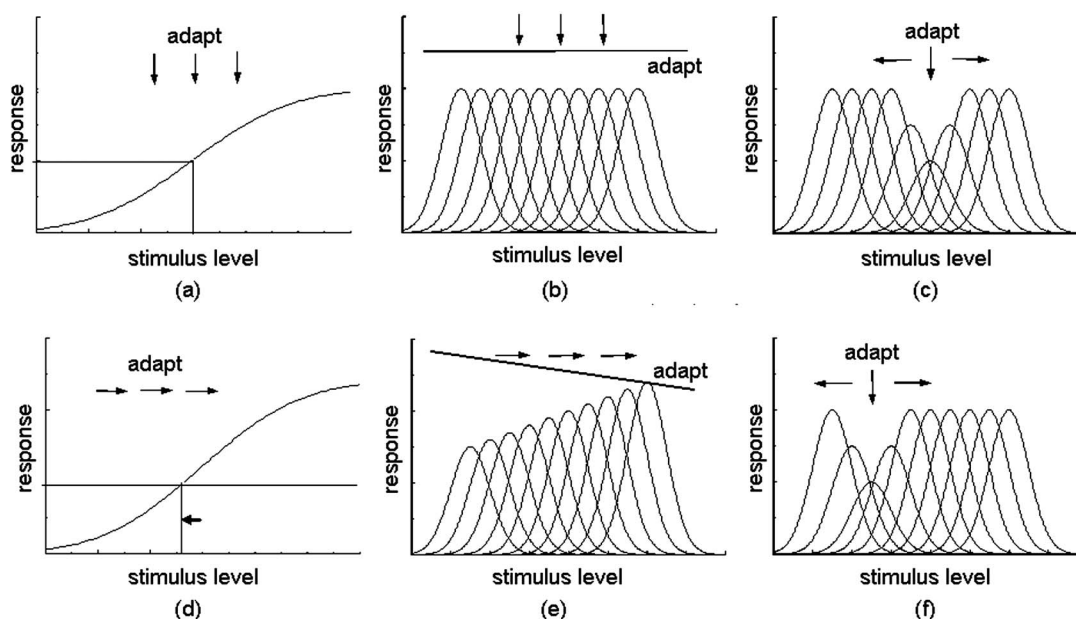 adapt
response
stimulus level
(a)
adapt
response
stimulus level
(b)
adapt
response
stimulus level
(c)
adapt
response
stimulus level
(d)
adapt
response
stimulus level
(e)
adapt
response
stimulus level
(f)